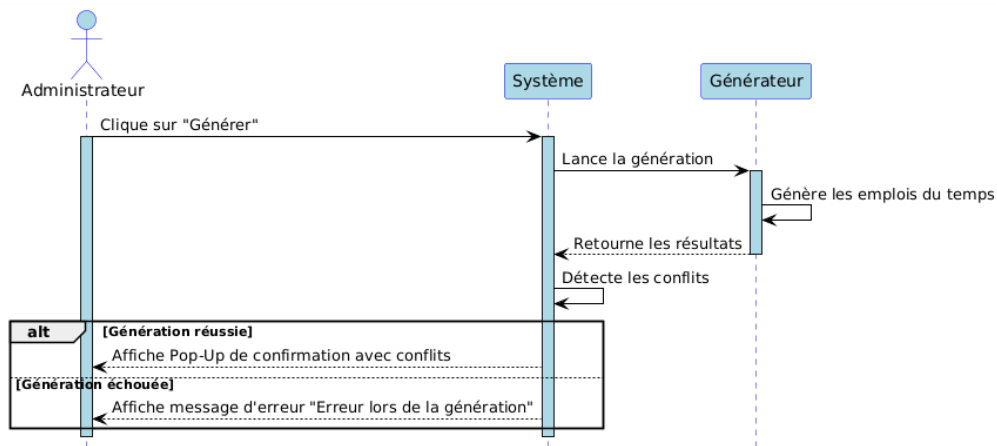 Administrateur
Système
Générateur
Clique sur "Générer"
Lance la génération
Génère les emplois du temps
Retourne les résultats
Détecte les conflits
alt
[Génération réussie]
Affiche Pop-Up de confirmation avec conflits
[Génération échouée]
Affiche message d'erreur "Erreur lors de la génération"